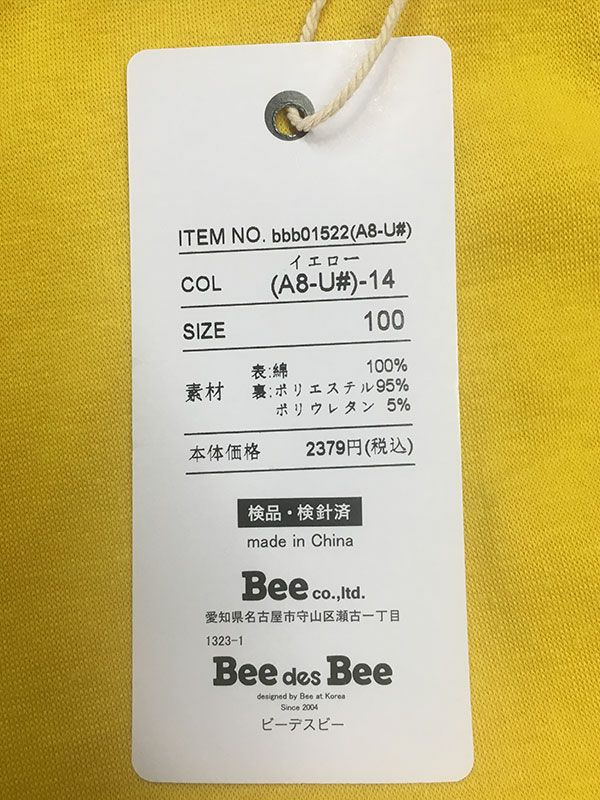 ITEM NO. bbb01522(A8-U#)
イエロー
COL (A8-U#)-14
SIZE 100
表:綿 100%
素材 裏:ポリエステル95%
ポリウレタン 5%
本体価格 2379円(税込)
検品・検針済
made in China
Bee co.,ltd.
愛知県名古屋市守山区瀬古一丁目
1323-1
Bee des Bee
designed by Bee at Korea
Since 2004
ビーデスビー